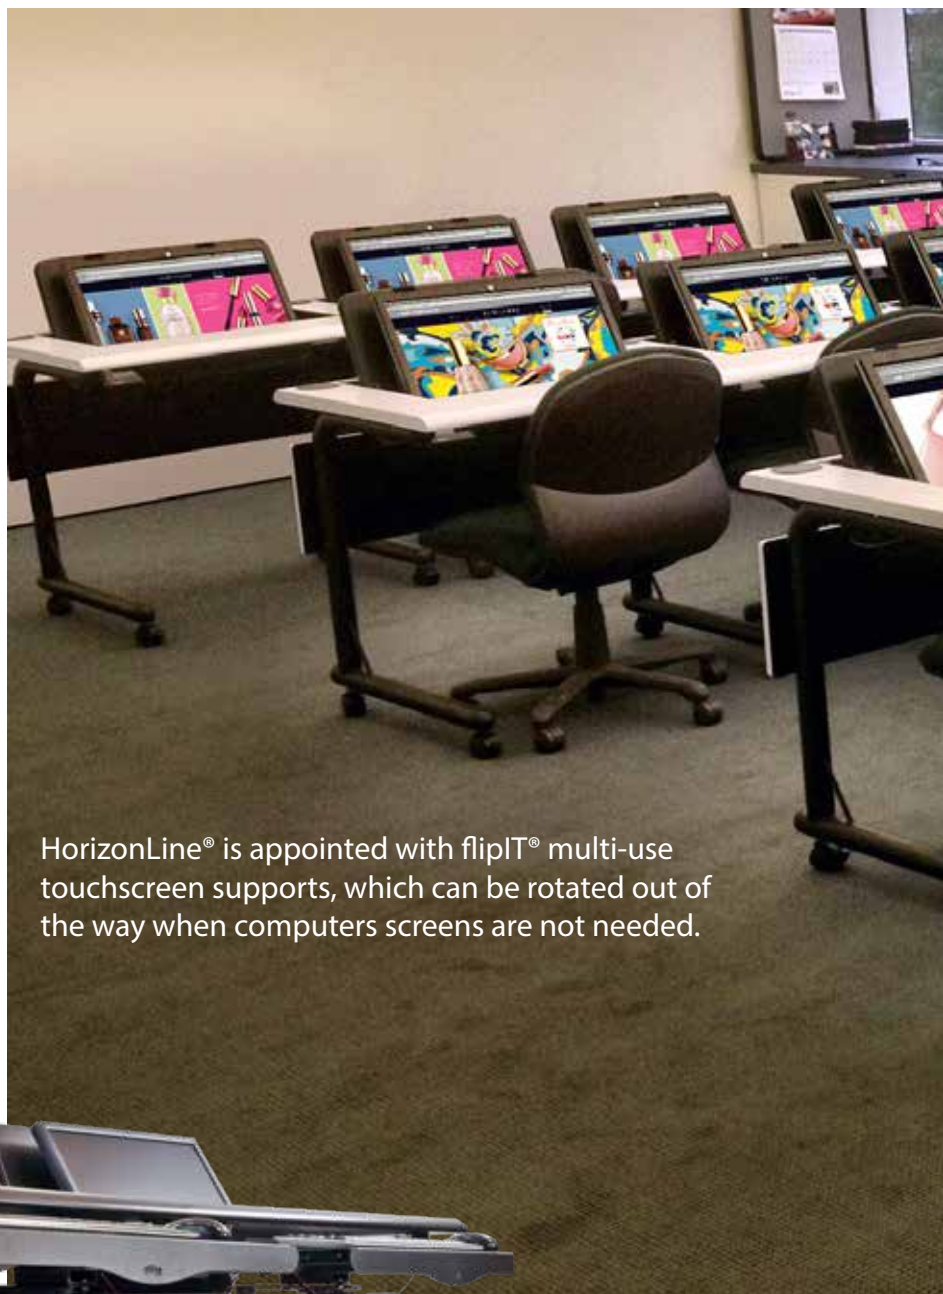 HorizonLine® is appointed with flipIT® multi-use
touchscreen supports, which can be rotated out of
the way when computers screens are not needed.